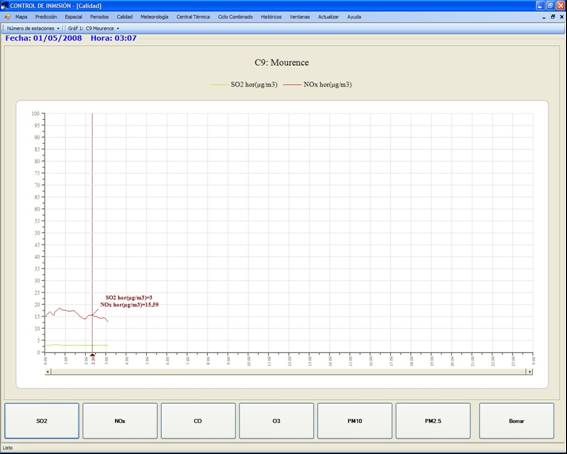 CONTROL DE INMISIÓN - [Calidad]
Mapa Predicción Espacial Periodos Calidad Meteorología Central Térmica Ciclo Combinado Históricos Ventanas Actualizar Ayuda
Número de estaciones Gráf 1: C9 Mourence
Fecha: 01/05/2008 Hora: 03:07
C9: Mourence
SO2 hor(µg/m3) NOx hor(µg/m3)
100
95
90
85
80
75
70
65
60
55
50
45
40
35
30
25
20
15
10
5
0
SO2 hor(µg/m3)=3
NOx hor(µg/m3)=15,59
SO2 NOx CO O3 PM10 PM2.5 Borrar
Listo